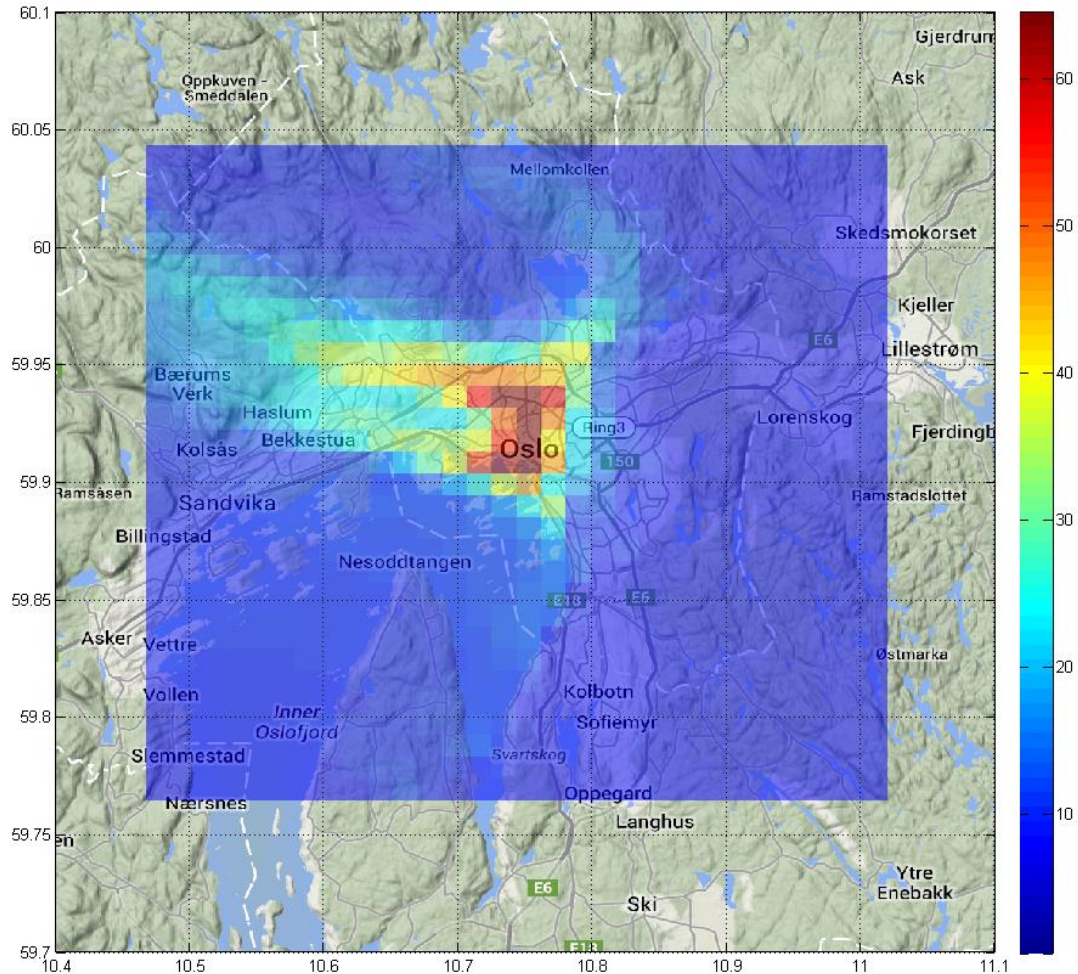 60.1
60.05
60
59.95
59.9
59.85
59.8
59.75
59.7
10.4
10.5
10.6
10.7
10.8
10.9
11
11.1
60
50
40
30
20
10
Gjerdrum
Ask
Oppkuven -
Smeddalen
Mellomkollen
Skedsmokorset
Kjeller
E6
Lillestrøm
Bærums
Verk
Haslum
Lorenskog
Ring3
Bekkestua
Kolsås
Oslo
150
Fjerdingb
Ramsåsen
Ramstadslottet
Sandvika
Billingstad
Nesoddtangen
E18
E6
Asker
Vettre
Østmarka
Vollen
Kolbotn
Inner
Oslofjord
Sofiemyr
Slemmestad
Svartskog
Nærsnes
Oppegard
Langhus
en
E6
Ytre
Enebakk
Ski
E18